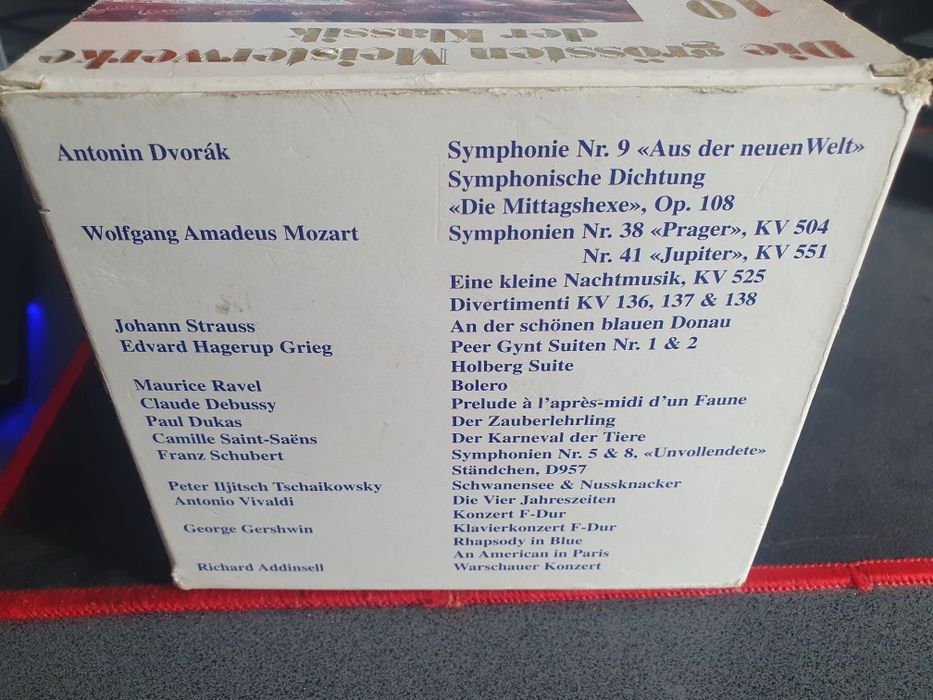 Die grössten Meisterwerke
der Klassik
10
Antonin Dvorák Symphonie Nr. 9 «Aus der neuen Welt»
Symphonische Dichtung
«Die Mittagshexe», Op. 108
Wolfgang Amadeus Mozart Symphonien Nr. 38 «Prager», KV 504
Nr. 41 «Jupiter», KV 551
Eine kleine Nachtmusik, KV 525
Divertimenti KV 136, 137 & 138
Johann Strauss An der schönen blauen Donau
Edvard Hagerup Grieg Peer Gynt Suiten Nr. 1 & 2
Holberg Suite
Maurice Ravel Bolero
Claude Debussy Prelude à l'après-midi d'un Faune
Paul Dukas Der Zauberlehrling
Camille Saint-Saëns Der Karneval der Tiere
Franz Schubert Symphonien Nr. 5 & 8, «Unvollendete»
Ständchen, D957
Peter Iljitsch Tschaikowsky Schwanensee & Nussknacker
Antonio Vivaldi Die Vier Jahreszeiten
Konzert F-Dur
George Gershwin Klavierkonzert F-Dur
Rhapsody in Blue
An American in Paris
Richard Addinsell Warschauer Konzert